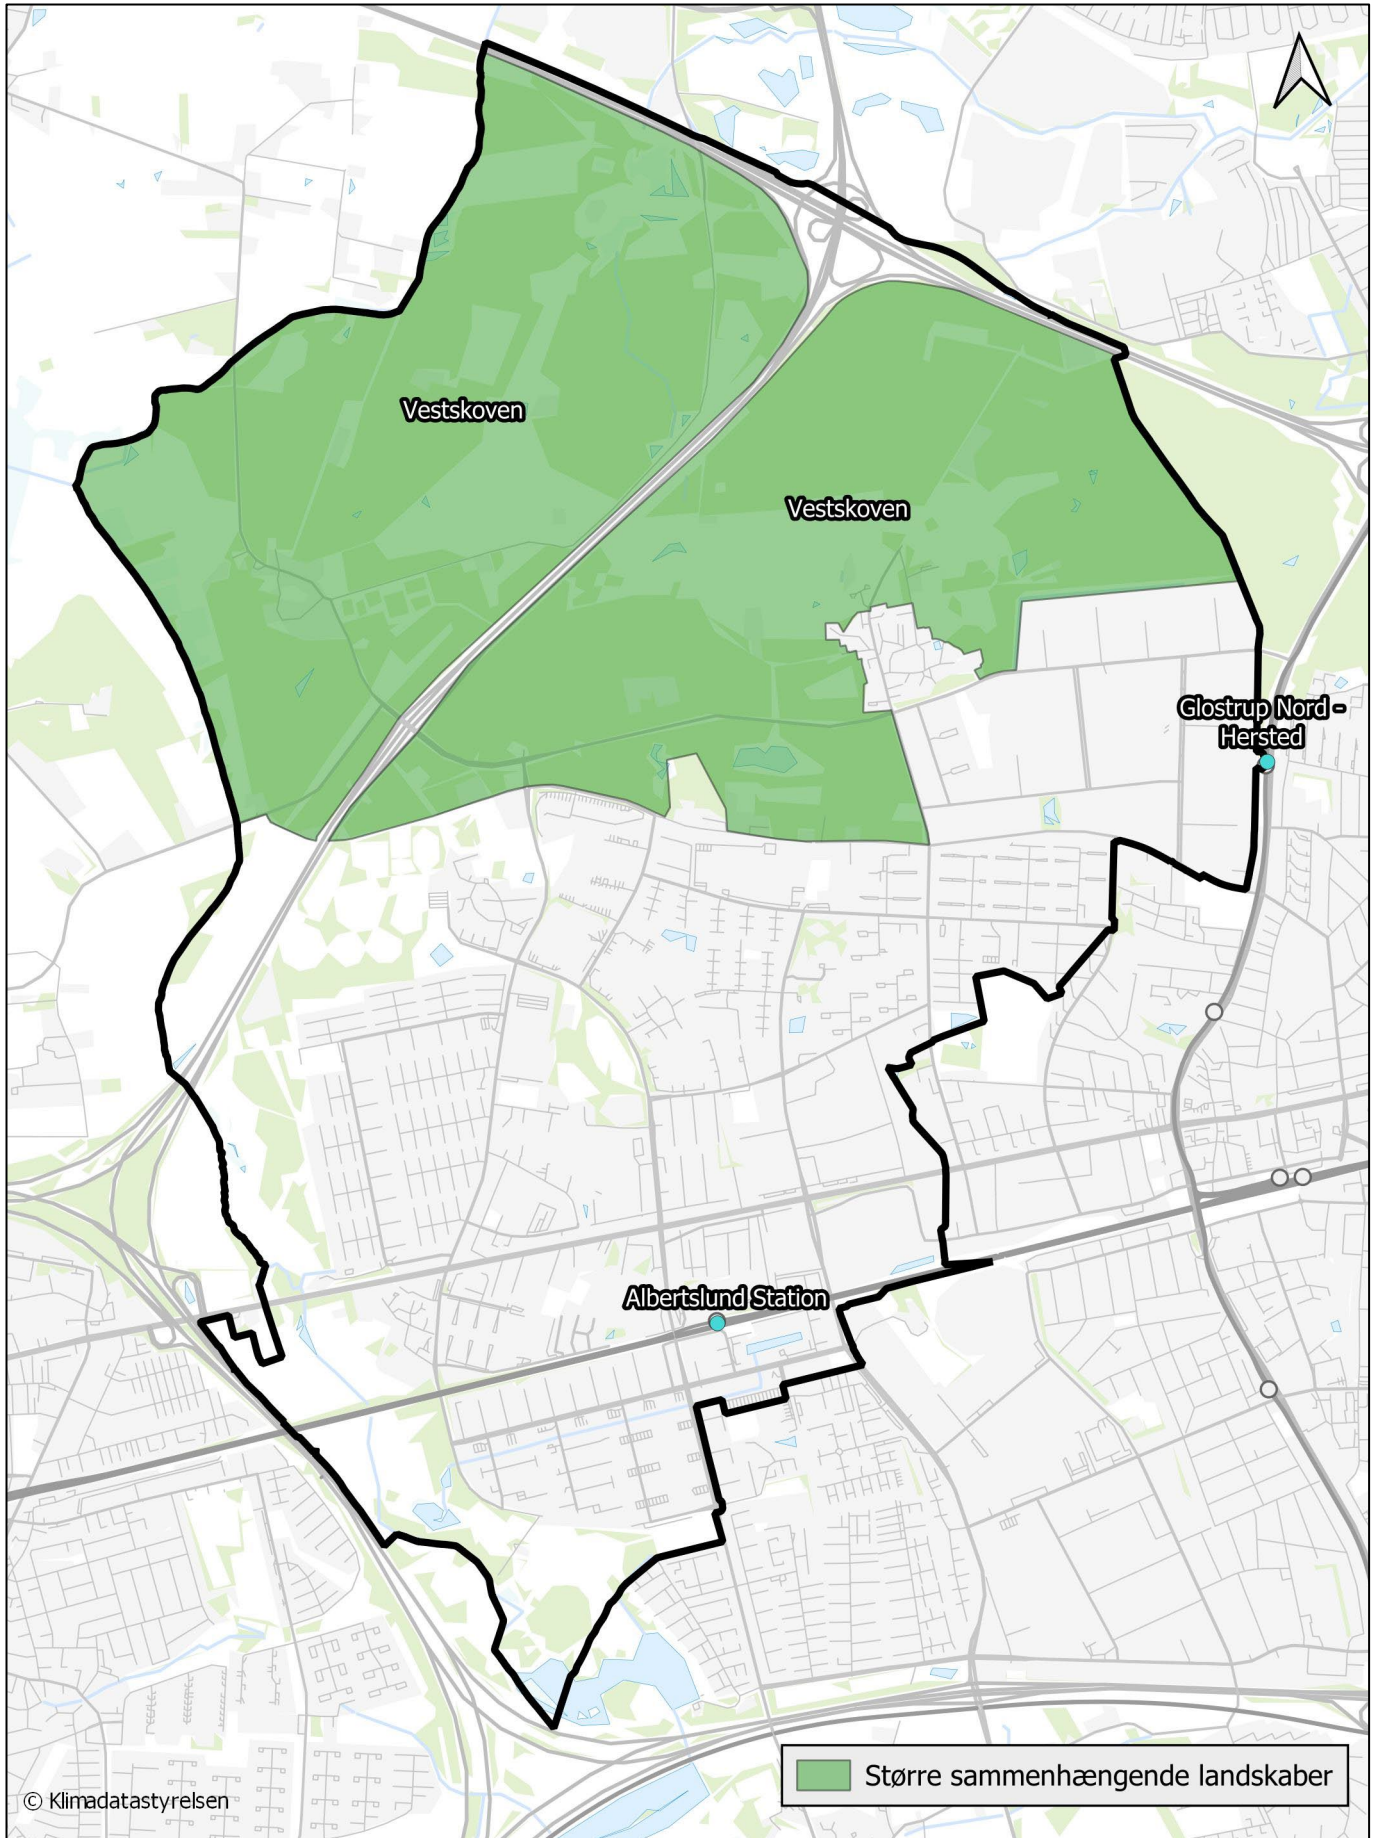 Vestskoven
Vestskoven
Glostrup Nord -
Hersted
Albertslund Station
Større sammenhængende landskaber
© Klimadatastyrelsen